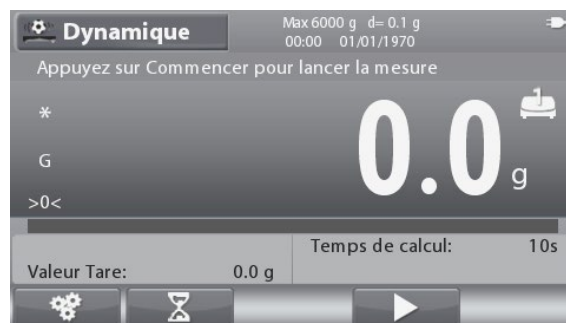 Dynamique
Max 6000 g d= 0.1 g
00:00 01/01/1970
Appuyez sur Commencer pour lancer la mesure
*
1
G
0.0 g
>0<
Temps de calcul: 10s
Valeur Tare: 0.0 g